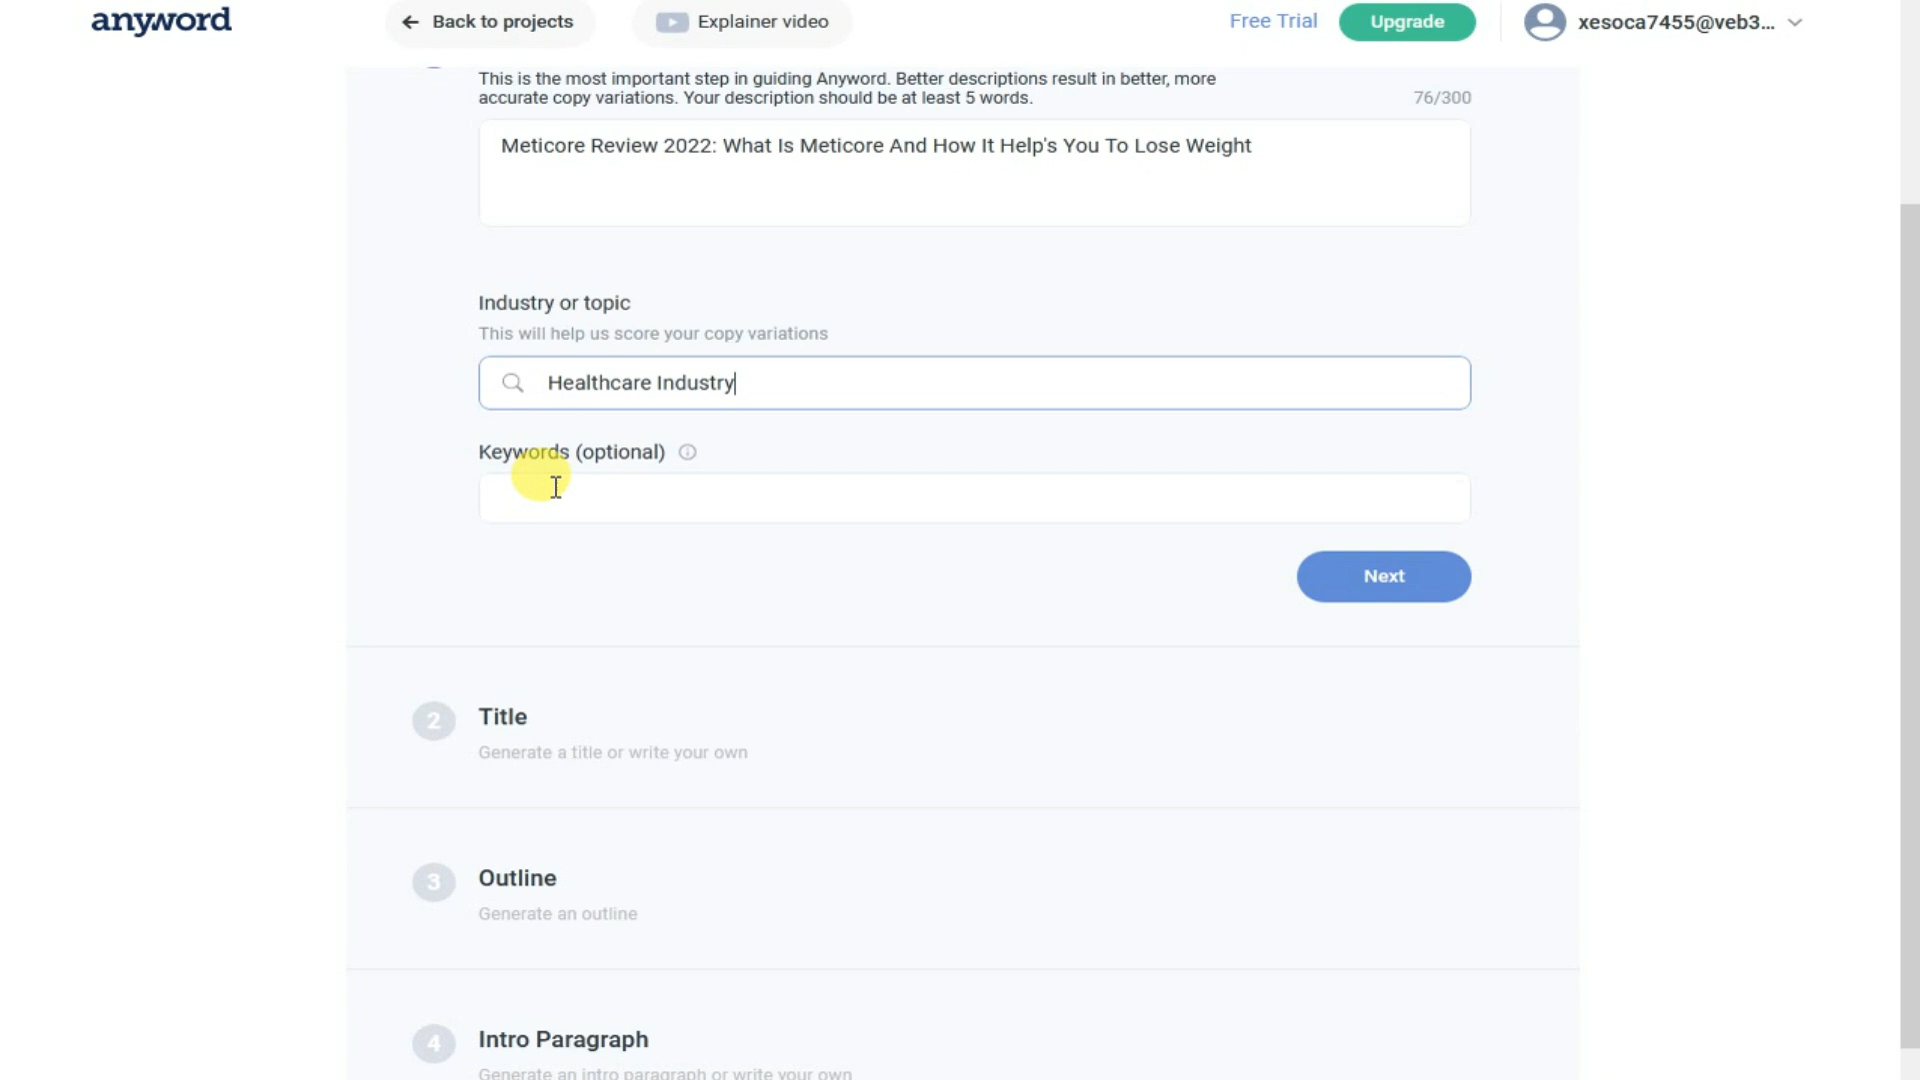 anyword
Back to projects
Explainer video
Free Trial
Upgrade
xesoca7455@veb3...
This is the most important step in guiding Anyword. Better descriptions result in better, more
accurate copy variations. Your description should be at least 5 words.
76/300
Meticore Review 2022: What Is Meticore And How It Help's You To Lose Weight
Industry or topic
This will help us score your copy variations
Healthcare Industry
Keywords (optional)
Next
2
Title
Generate a title or write your own
3
Outline
Generate an outline
4
Intro Paragraph
Generate an intro paragraph or write your own